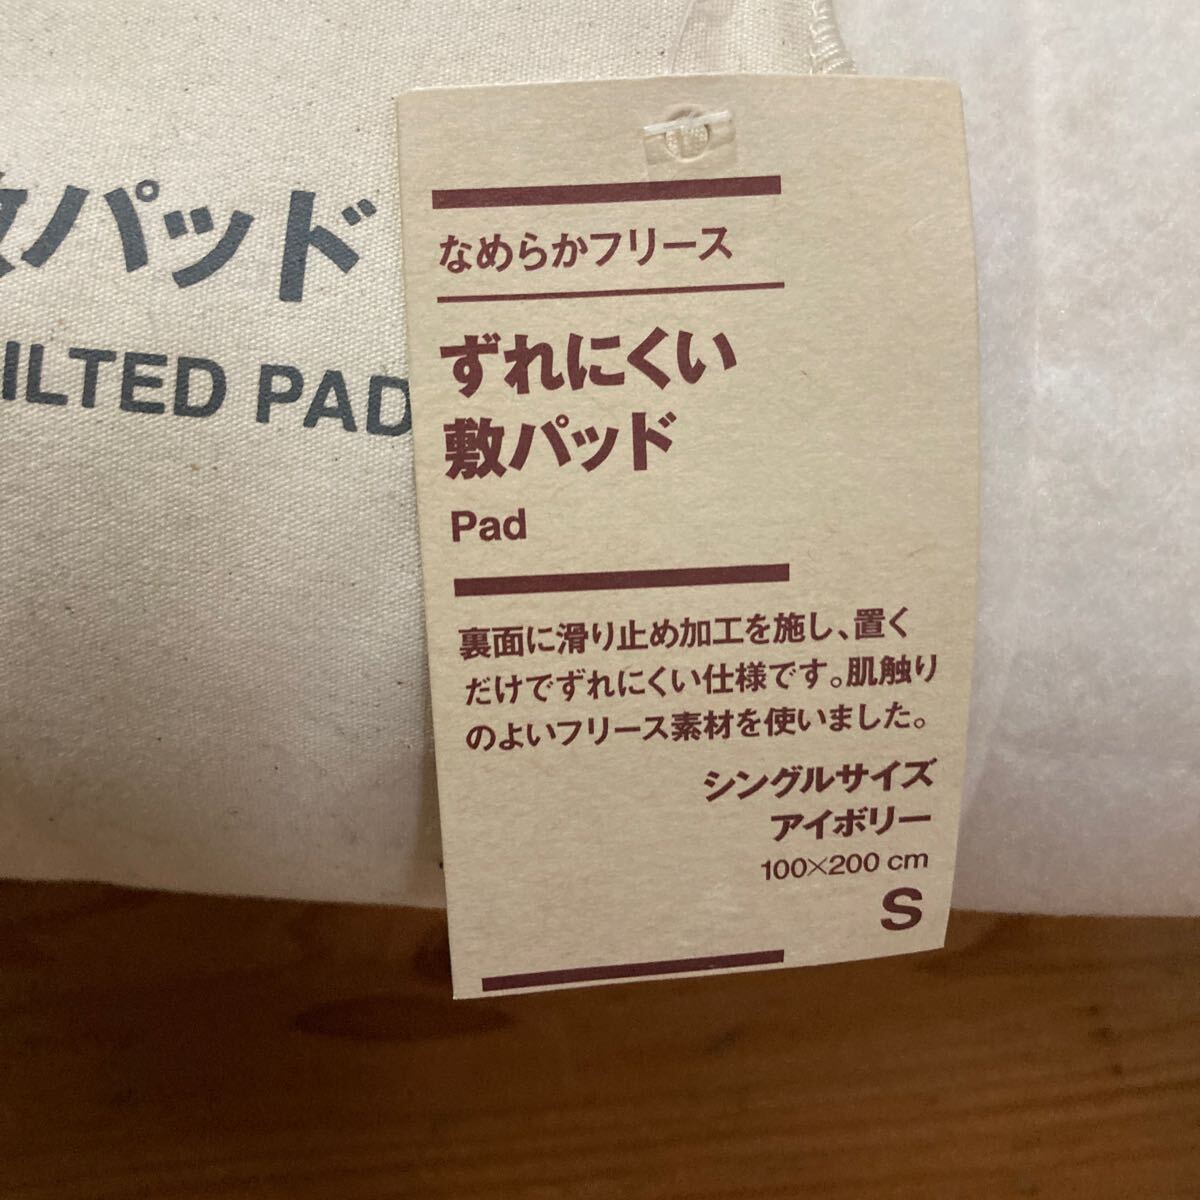 パッド
ILTED PAD
なめらかフリース
ずれにくい
敷パッド
Pad
裏面に滑り止め加工を施し、置く
だけでずれにくい仕様です。肌触り
のよいフリース素材を使いました。
シングルサイズ
アイボリー
100×200 cm
S